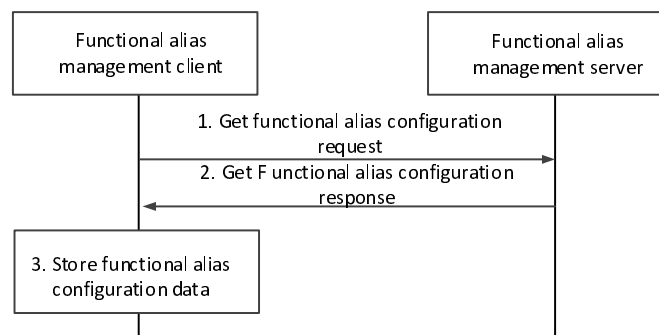 Functional alias
management client
Functional alias
management server
1. Get functional alias configuration
request
2. Get F unctional alias configuration
response
3. Store functional alias
configuration data